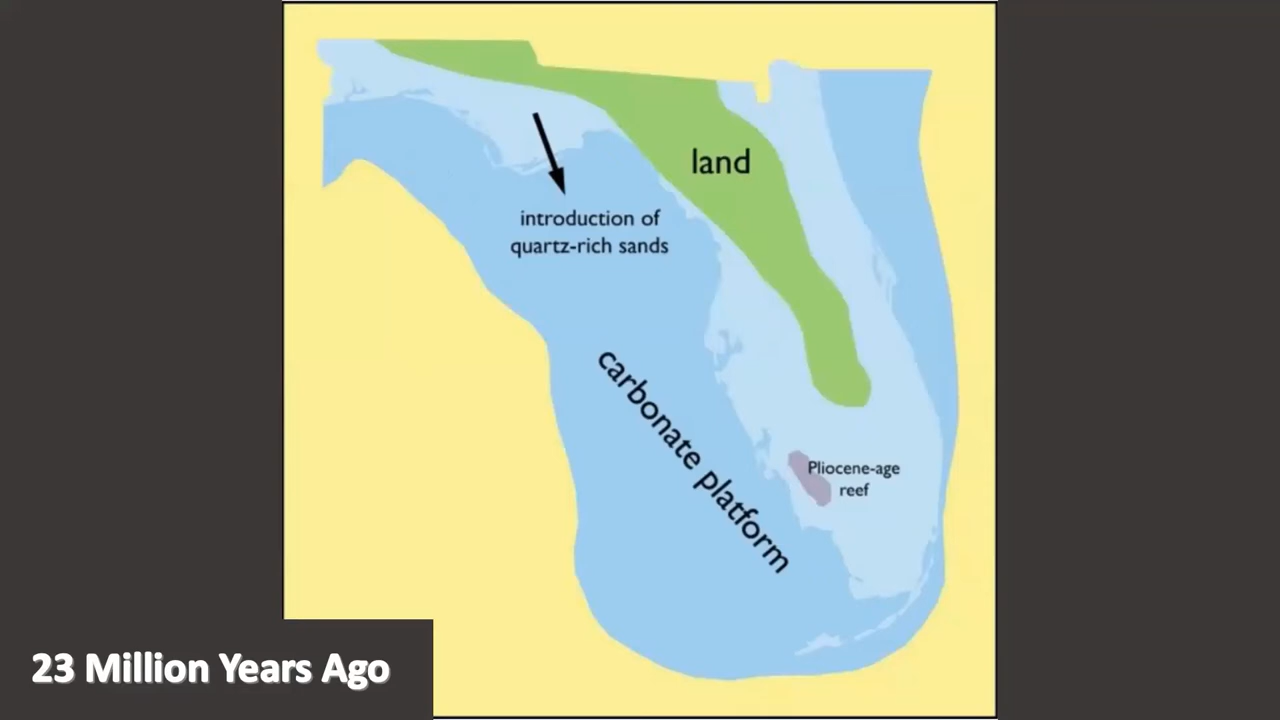 land
introduction of
quartz-rich sands
carbonate platform
Pliocene-age
reef
23 Million Years Ago